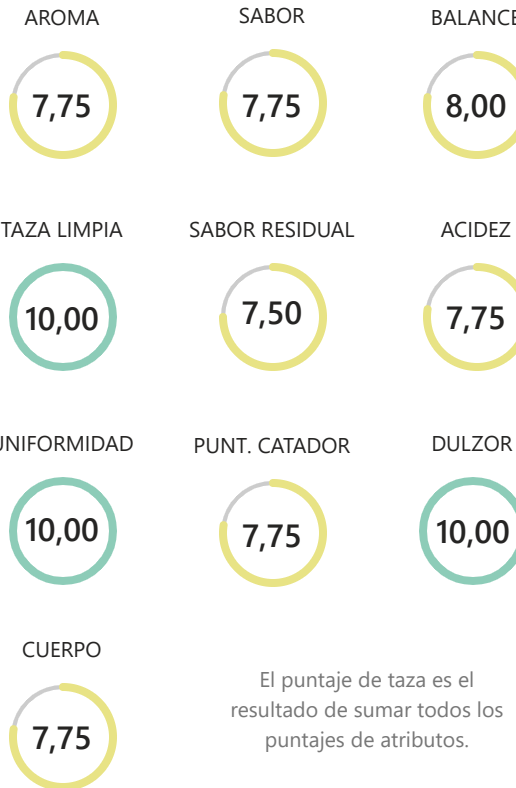 AROMA
SABOR
BALANCE
7,75
7,75
8,00
TAZA LIMPIA
SABOR RESIDUAL
ACIDEZ
10,00
7,50
7,75
UNIFORMIDAD
PUNT. CATADOR
DULZOR
10,00
7,75
10,00
CUERPO
7,75
El puntaje de taza es el
resultado de sumar todos los
puntajes de atributos.